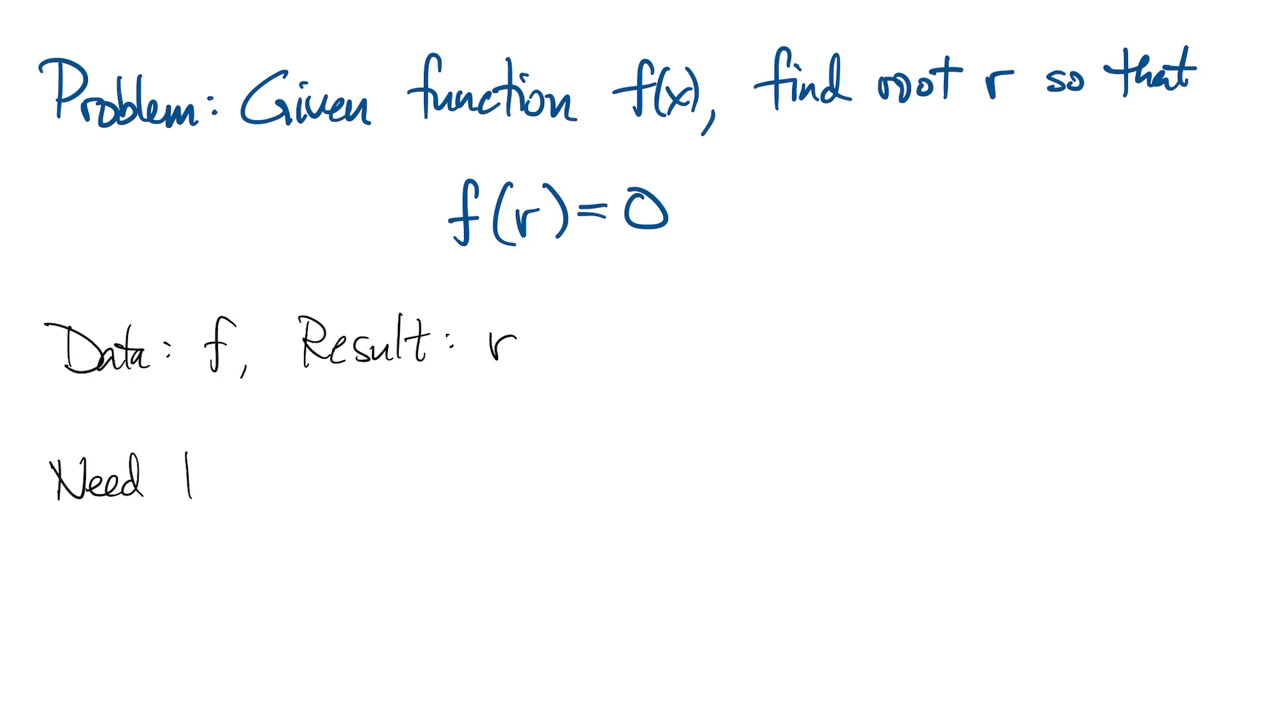 Problem: Given function f(x), find root r so that
f(r)=0
Data: f, Result: r
Need |